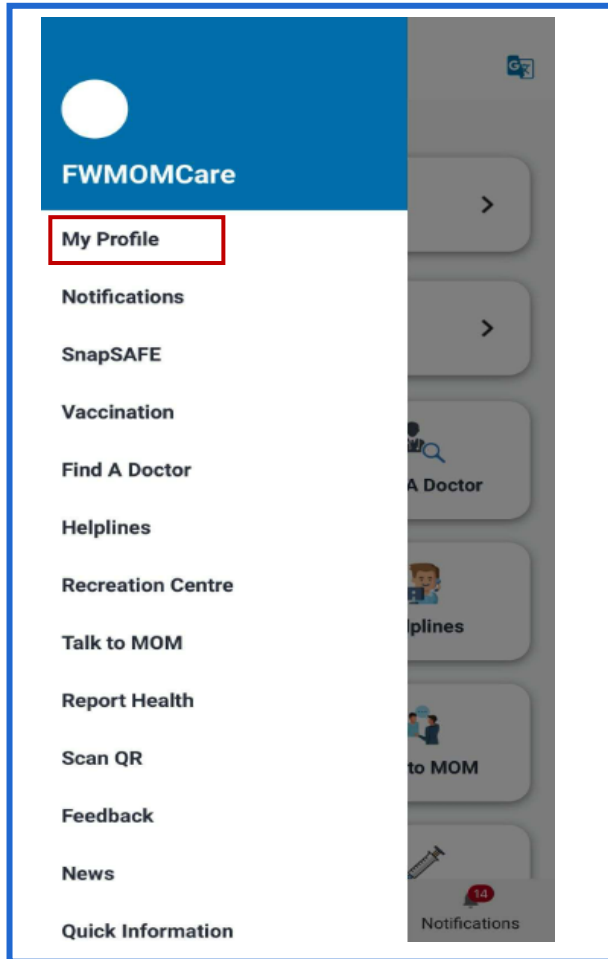 FWMOMCare
My Profile
Notifications
SnapSAFE
Vaccination
Find A Doctor
Helplines
Recreation Centre
Talk to MOM
Report Health
Scan QR
Feedback
News
Quick Information
A Doctor
lplines
to MOM
14
Notifications